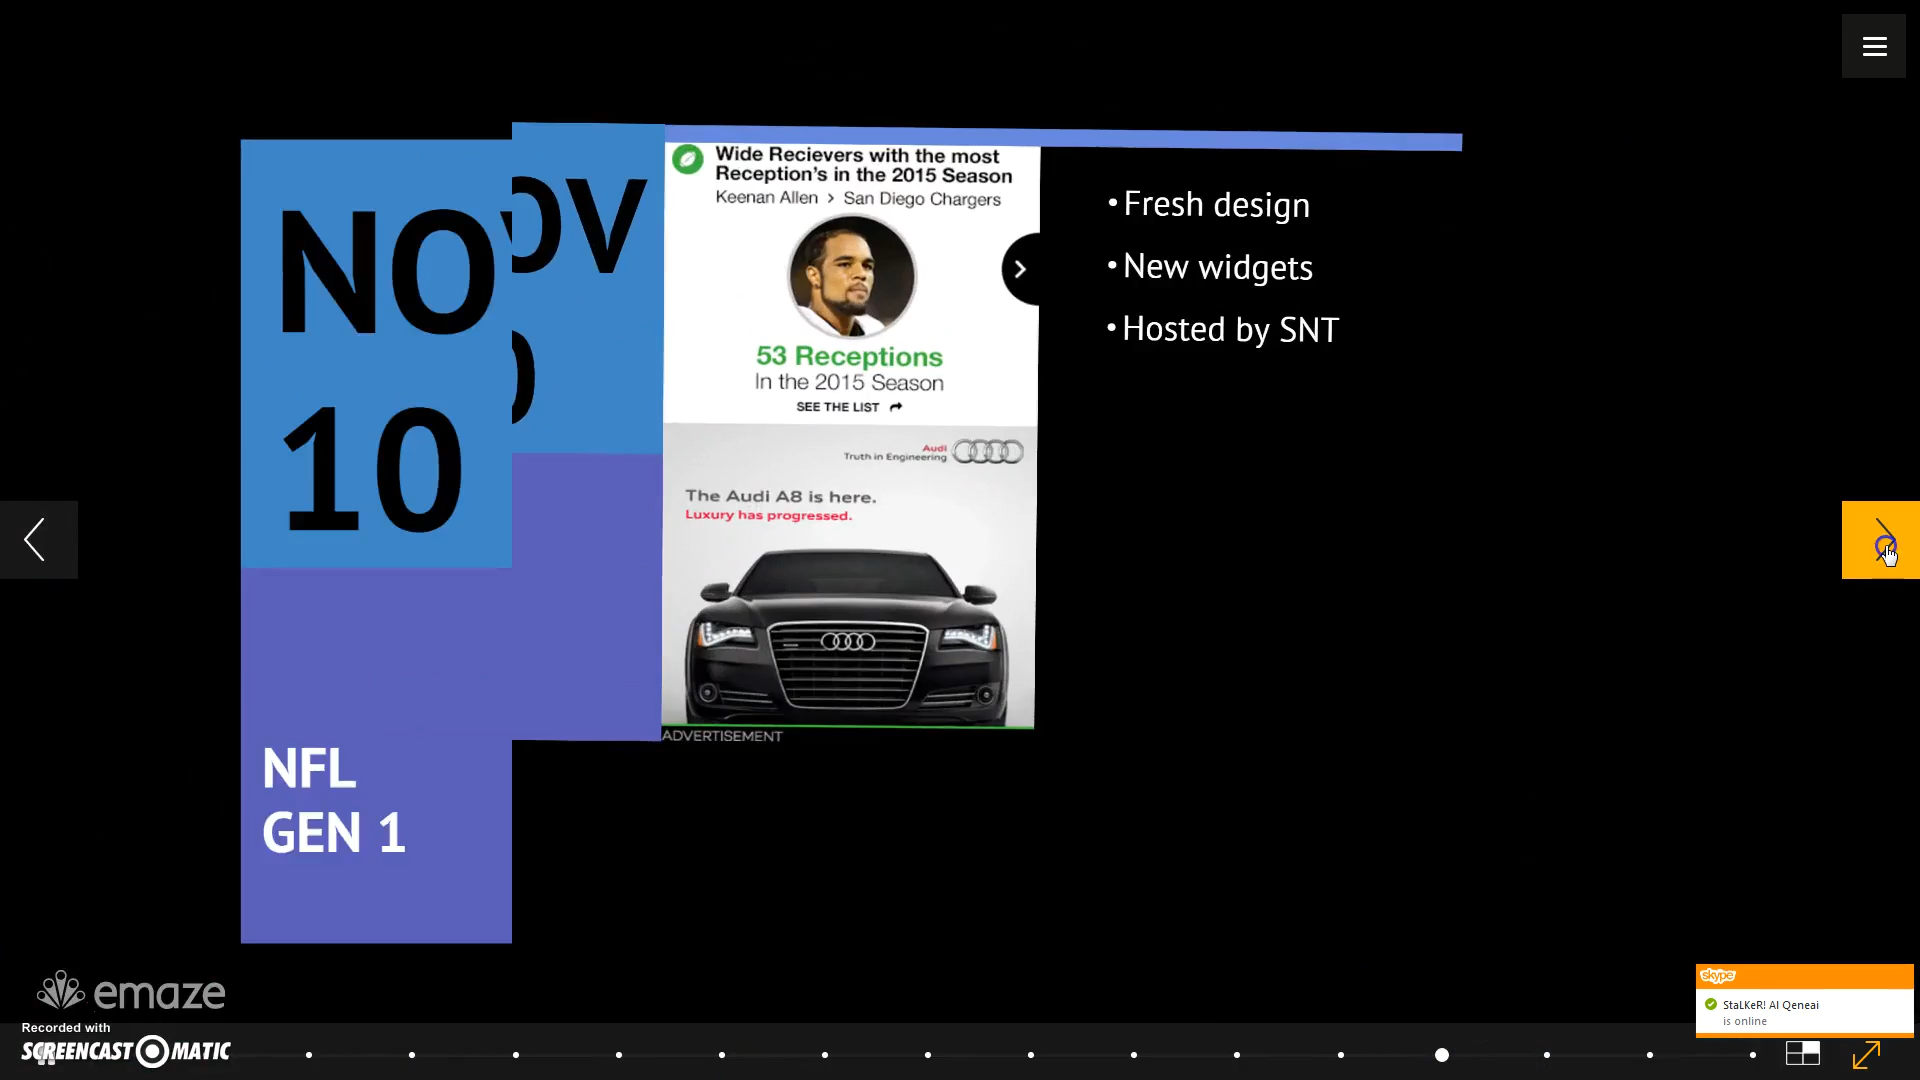 NO
10
OV
0
NFL
GEN 1
Wide Recievers with the most
Reception's in the 2015 Season
Keenan Allen > San Diego Chargers
53 Receptions
In the 2015 Season
SEE THE LIST
Audi
Truth in Engineering
The Audi A8 is here.
Luxury has progressed.
ADVERTISEMENT
•Fresh design
•New widgets
•Hosted by SNT
emaze
Recorded with
SCREENCAST MATIC
skype
StaLKeR! Al Qeneai
is online